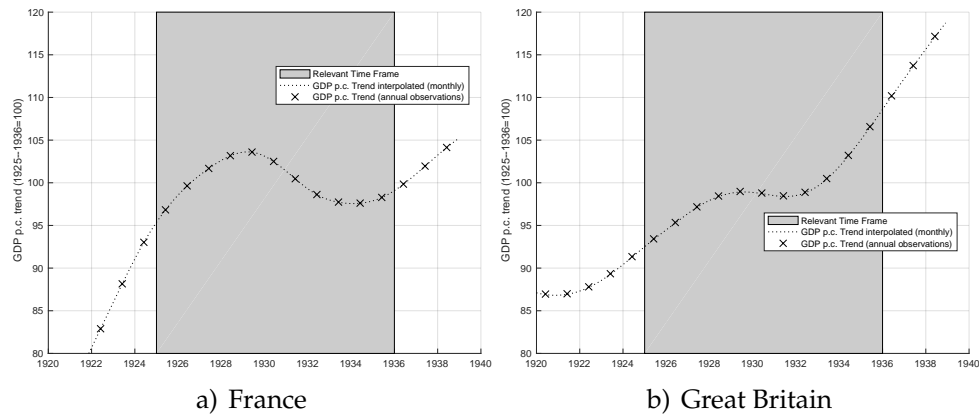 120
115
110
105
100
95
90
85
80
GDP p.c. trend (1925–1936=100)
Relevant Time Frame
GDP p.c. Trend interpolated (monthly)
GDP p.c. Trend (annual observations)
1920 1922 1924 1926 1928 1930 1932 1934 1936 1938 1940
a) France
120
115
110
105
100
95
90
85
80
GDP p.c. trend (1925–1936=100)
Relevant Time Frame
GDP p.c. Trend interpolated (monthly)
GDP p.c. Trend (annual observations)
1920 1922 1924 1926 1928 1930 1932 1934 1936 1938 1940
b) Great Britain